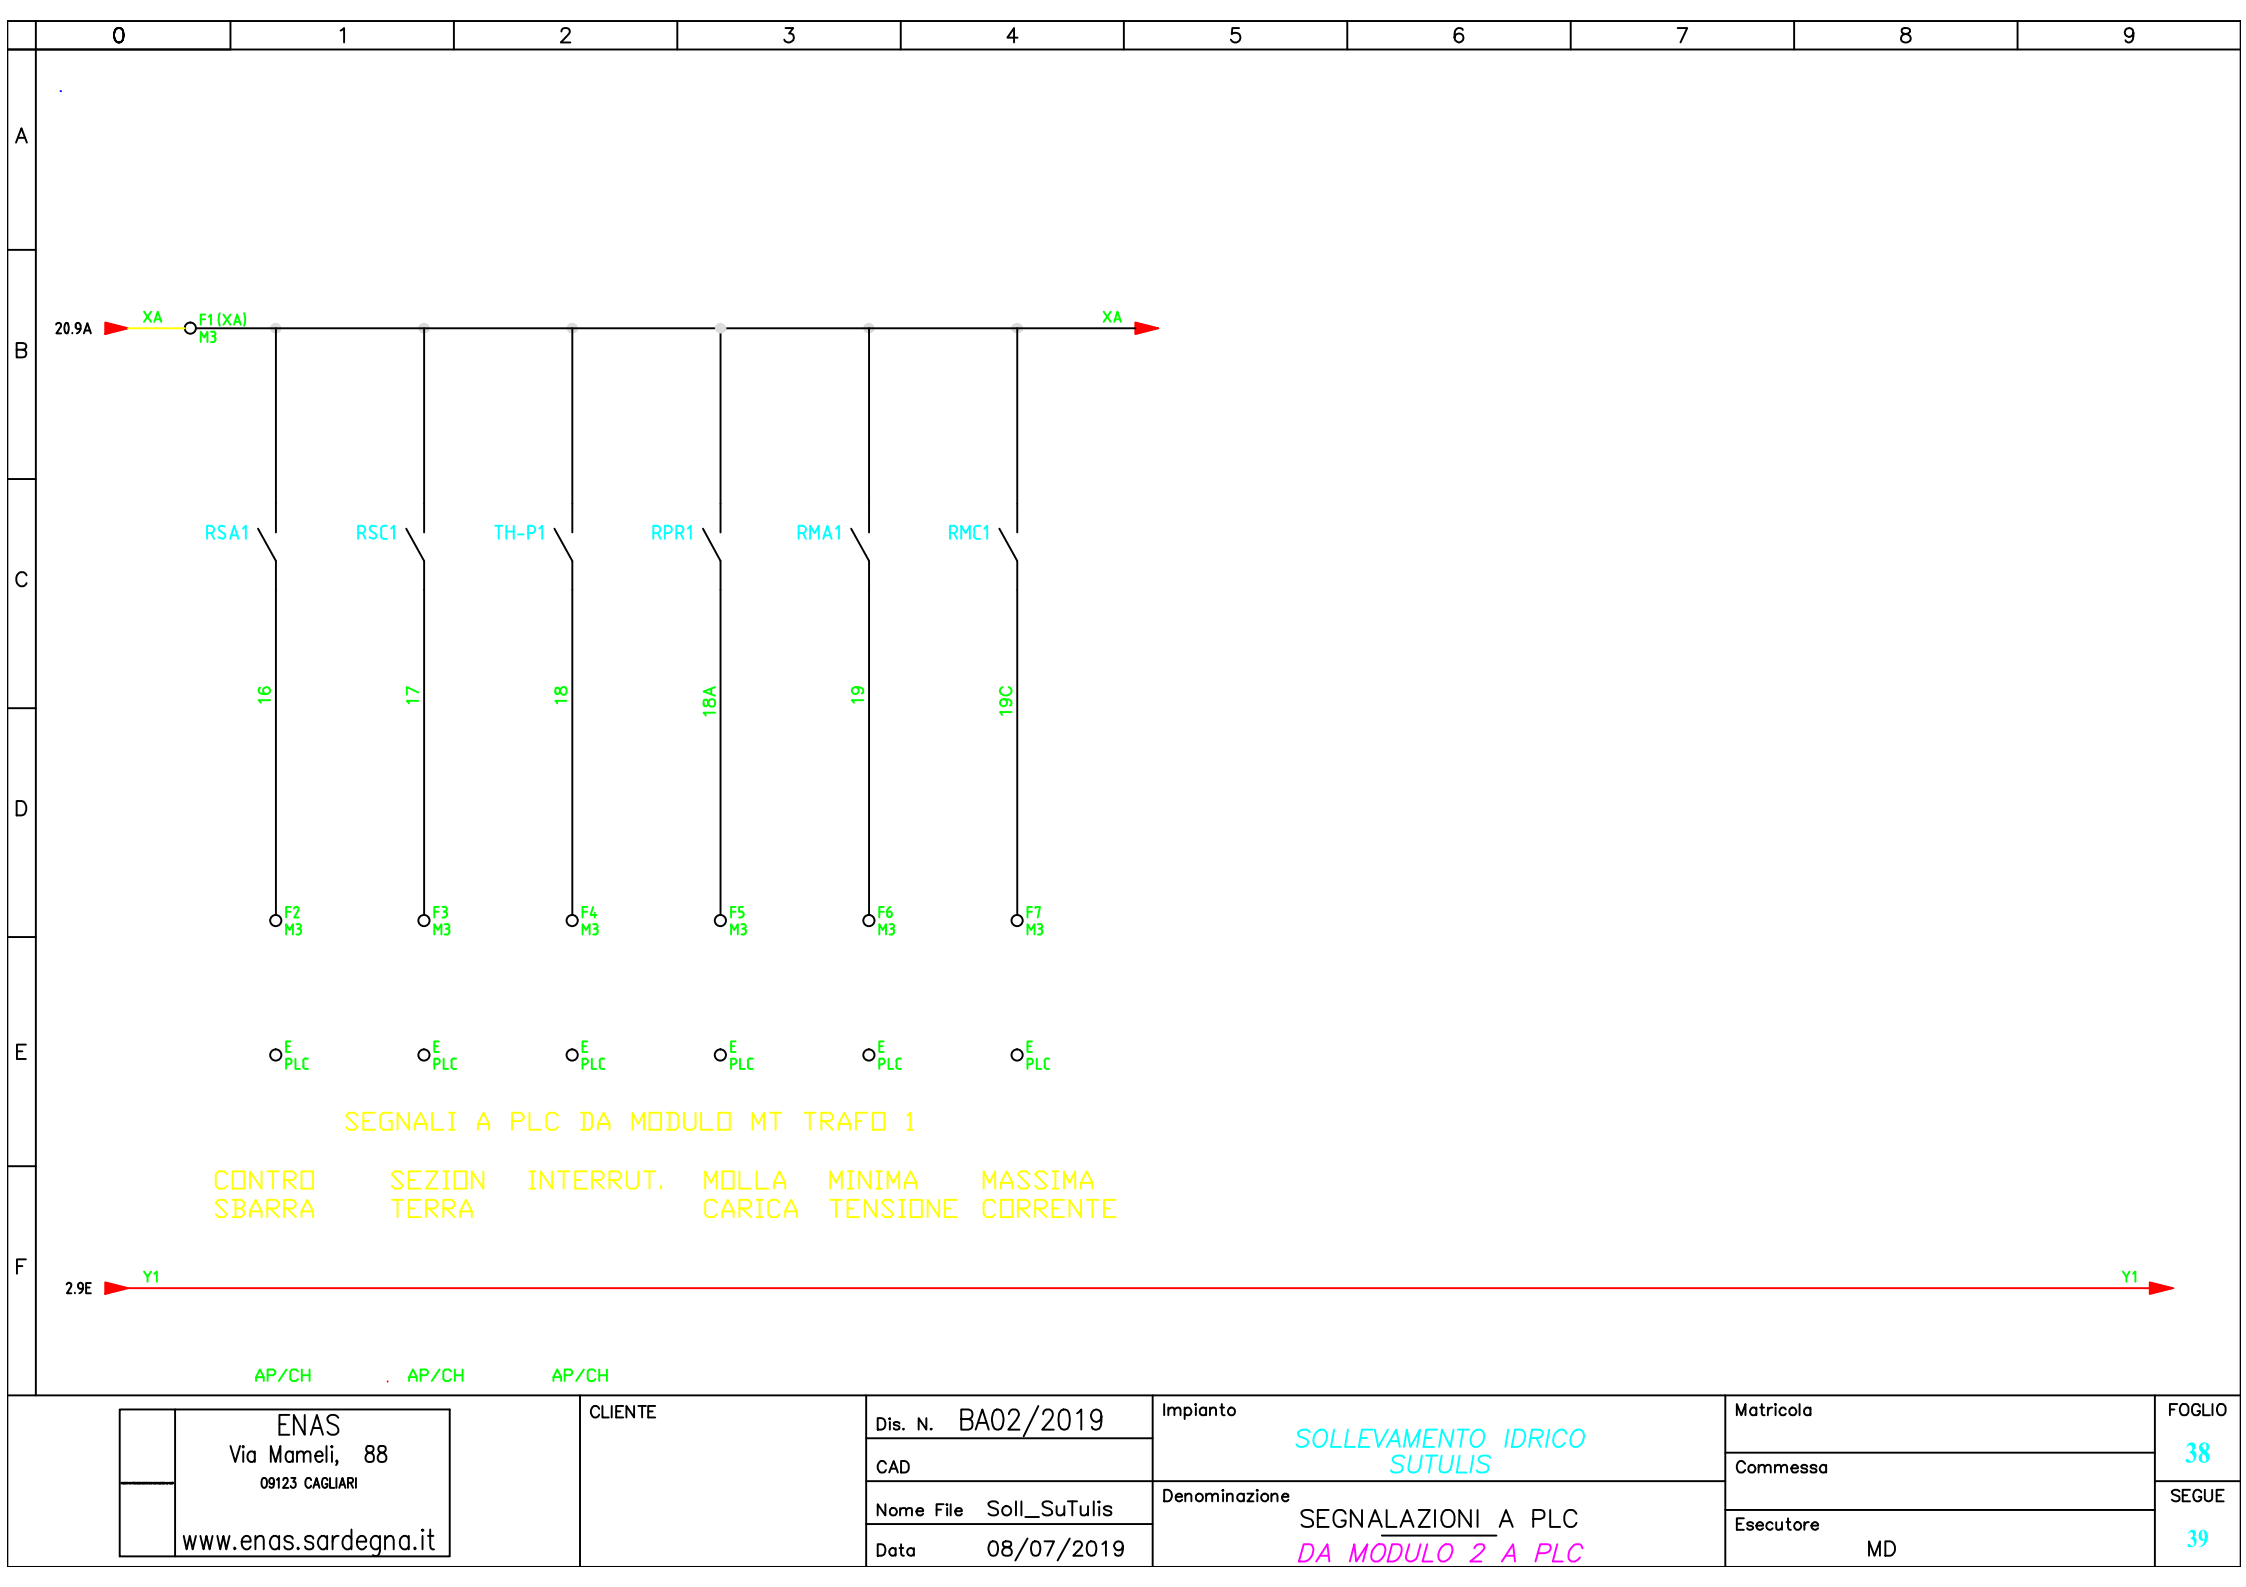 0 1 2 3 4 5 6 7 8 9
A
XA F1(XA) XA
20.9A
M3
B
RSA1 RSC1 TH-P1 RPR1 RMA1 RMC1
C
16 17 18 18A 19 19C
D
F2 F3 F4 F5 F6 F7
M3 M3 M3 M3 M3 M3
E
E E E E E E
PLC PLC PLC PLC PLC PLC
SEGNALI A PLC DA MODULO MT TRAFO 1
CONTRO SEZION INTERRUT. MOLLA MINIMA MASSIMA
SBARRA TERRA CARICA TENSIONE CORRENTE
F
Y1 Y1
2.9E
AP/CH AP/CH AP/CH
ENAS
Via Mameli, 88
09123 CAGLIARI
www.enas.sardegna.it
CLIENTE
Dis. N. BA02/2019
CAD
Nome File Soll_SuTulis
Data 08/07/2019
Impianto
SOLLEVAMENTO IDRICO
SUTULIS
Denominazione
SEGNALAZIONI A PLC
DA MODULO 2 A PLC
Matricola
Commessa
Esecutore
MD
FOGLIO
38
SEGUE
39